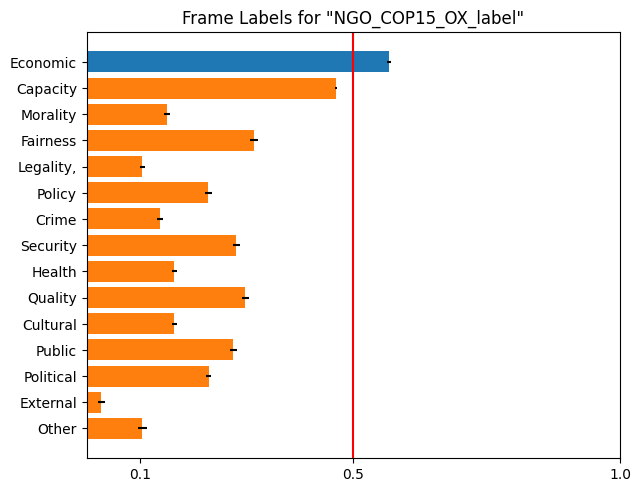 Frame Labels for "NGO_COP15_OX_label"
Economic
Capacity
Morality
Fairness
Legality,
Policy
Crime
Security
Health
Quality
Cultural
Public
Political
External
Other
0.1 0.5 1.0